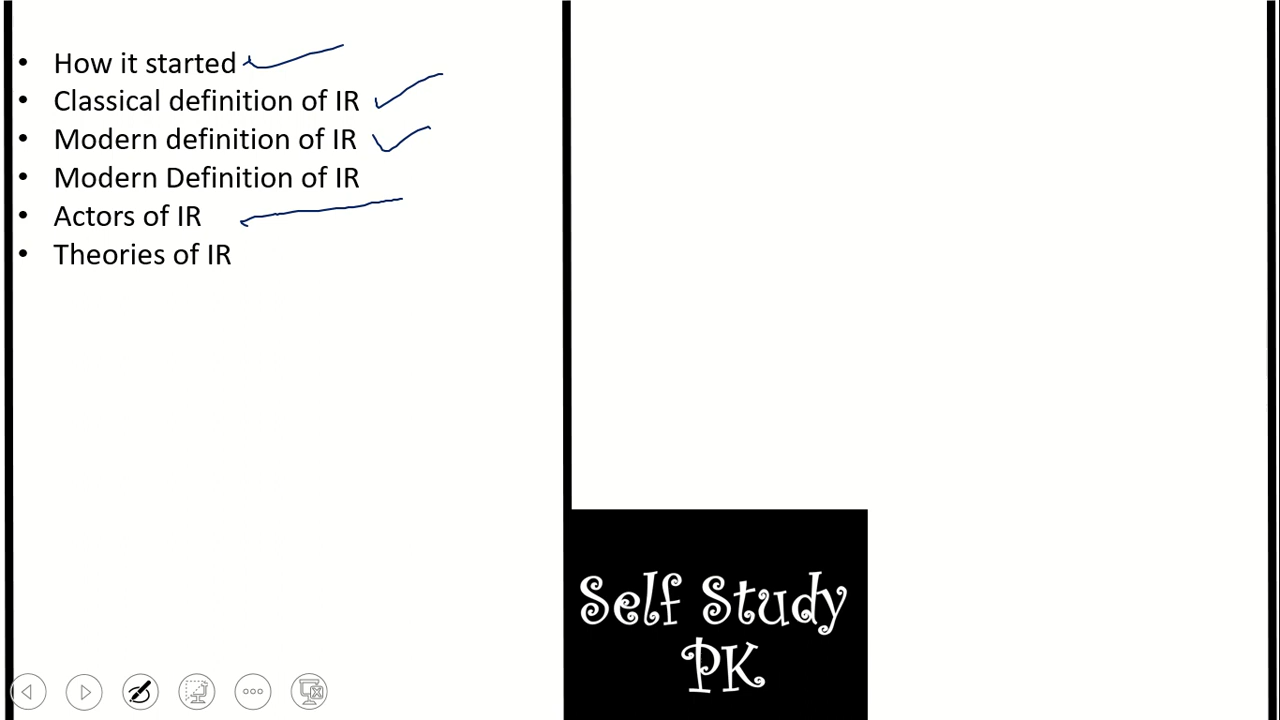 • How it started
• Classical definition of IR
• Modern definition of IR
• Modern Definition of IR
• Actors of IR
• Theories of IR
Self Study
PK